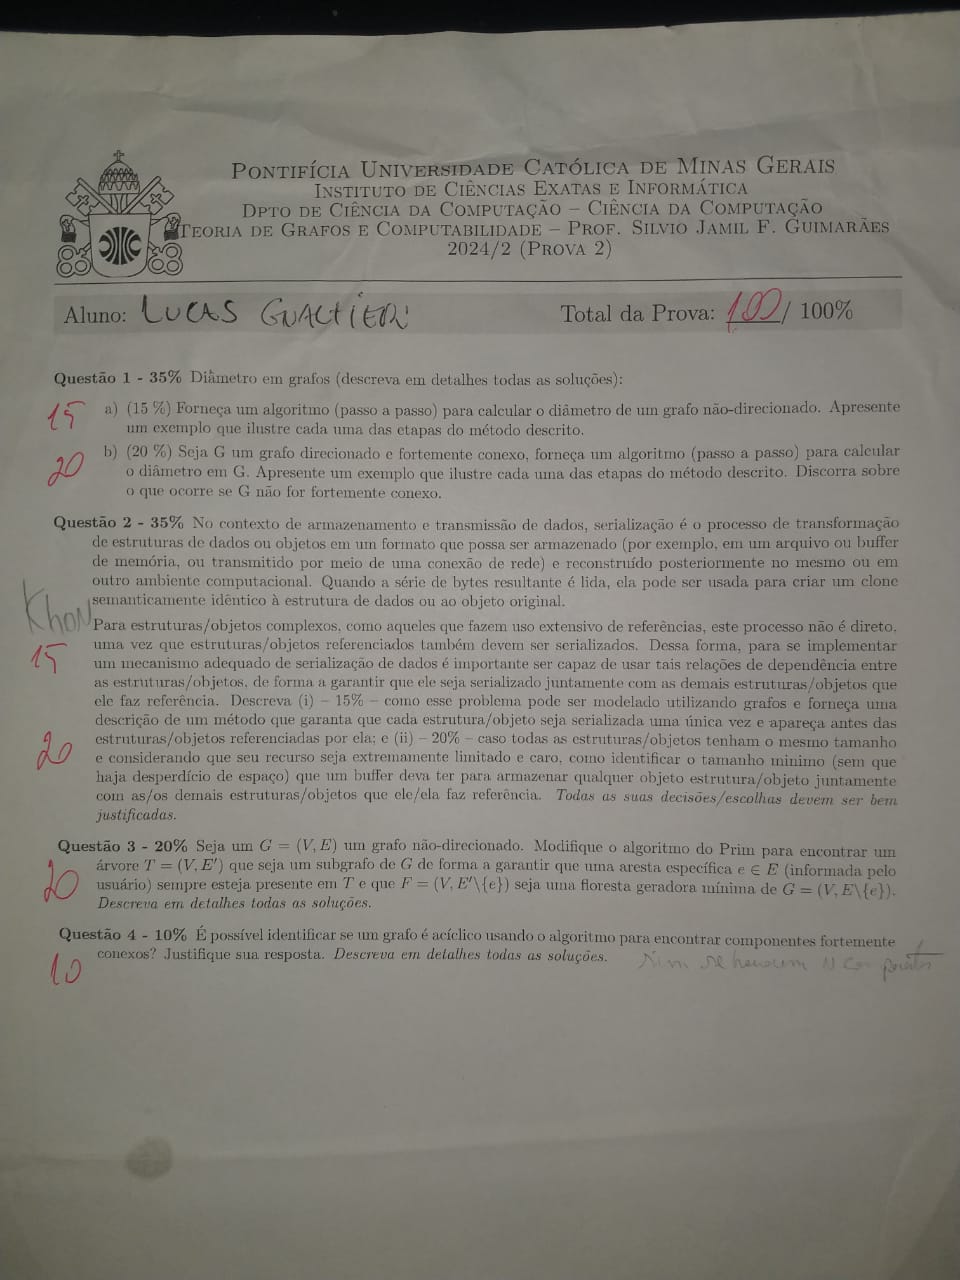 PONTIFÍCIA UNIVERSIDADE CATÓLICA DE MINAS GERAIS
INSTITUTO DE CIÊNCIAS EXATAS E INFORMÁTICA
DPTO DE CIÊNCIA DA COMPUTAÇÃO – CIÊNCIA DA COMPUTAÇÃO
TEORIA DE GRAFOS E COMPUTABILIDADE – PROF. SILVIO JAMIL F. GUIMARÃES
2024/2 (PROVA 2)
Aluno: LUCAS GUALTIERI Total da Prova: 100 / 100%
Questão 1 - 35% Diâmetro em grafos (descreva em detalhes todas as soluções):
15 a) (15 %) Forneça um algoritmo (passo a passo) para calcular o diâmetro de um grafo não-direcionado. Apresente
um exemplo que ilustre cada uma das etapas do método descrito.
20 b) (20 %) Seja G um grafo direcionado e fortemente conexo, forneça um algoritmo (passo a passo) para calcular
o diâmetro em G. Apresente um exemplo que ilustre cada uma das etapas do método descrito. Discorra sobre
o que ocorre se G não for fortemente conexo.
Questão 2 - 35% No contexto de armazenamento e transmissão de dados, serialização é o processo de transformação
de estruturas de dados ou objetos em um formato que possa ser armazenado (por exemplo, em um arquivo ou buffer
de memória, ou transmitido por meio de uma conexão de rede) e reconstruído posteriormente no mesmo ou em
outro ambiente computacional. Quando a série de bytes resultante é lida, ela pode ser usada para criar um clone
semanticamente idêntico à estrutura de dados ou ao objeto original.
Khan Para estruturas/objetos complexos, como aqueles que fazem uso extensivo de referências, este processo não é direto,
15 uma vez que estruturas/objetos referenciados também devem ser serializados. Dessa forma, para se implementar
um mecanismo adequado de serialização de dados é importante ser capaz de usar tais relações de dependência entre
as estruturas/objetos, de forma a garantir que ele seja serializado juntamente com as demais estruturas/objetos que
ele faz referência. Descreva (i) – 15% – como esse problema pode ser modelado utilizando grafos e forneça uma
descrição de um método que garanta que cada estrutura/objeto seja serializada uma única vez e apareça antes das
20 estruturas/objetos referenciadas por ela; e (ii) – 20% – caso todas as estruturas/objetos tenham o mesmo tamanho
e considerando que seu recurso seja extremamente limitado e caro, como identificar o tamanho minimo (sem que
haja desperdício de espaço) que um buffer deva ter para armazenar qualquer objeto estrutura/objeto juntamente
com as/os demais estruturas/objetos que ele/ela faz referência. Todas as suas decisões/escolhas devem ser bem
justificadas.
Questão 3 - 20% Seja um G = (V, E) um grafo não-direcionado. Modifique o algoritmo do Prim para encontrar um
árvore T = (V, E′) que seja um subgrafo de G de forma a garantir que uma aresta específica e ∈ E (informada pelo
20 usuário) sempre esteja presente em T e que F = (V, E′\{e}) seja uma floresta geradora mínima de G = (V, E\{e}).
Descreva em detalhes todas as soluções.
Questão 4 - 10% É possível identificar se um grafo é acíclico usando o algoritmo para encontrar componentes fortemente
10 conexos? Justifique sua resposta. Descreva em detalhes todas as soluções.